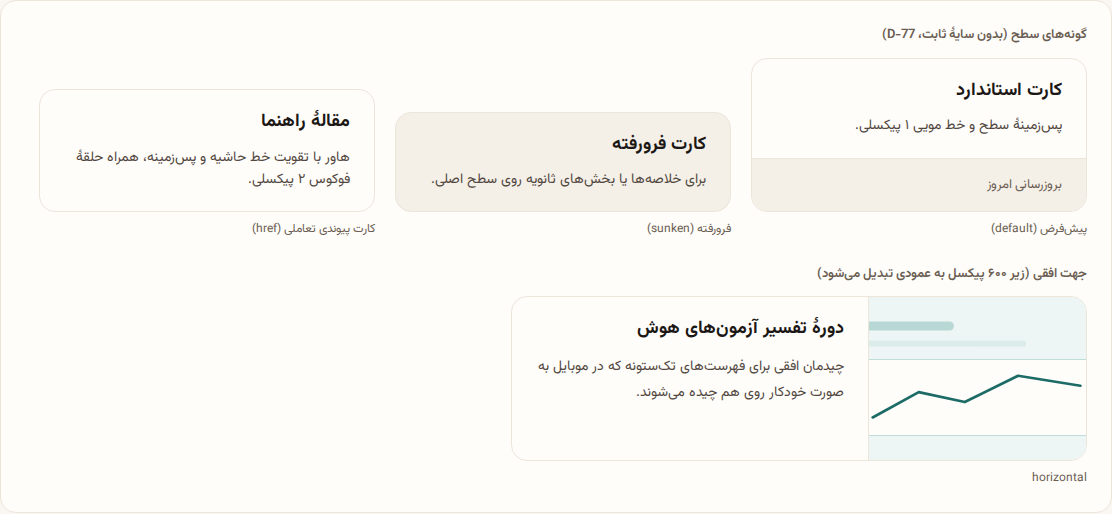 گونه‌های سطح (بدون سایهٔ ثابت، D-77)
کارت استاندارد
پس‌زمینهٔ سطح و خط مویی ۱ پیکسلی.
بروزرسانی امروز
پیش‌فرض (default)
کارت فرورفته
برای خلاصه‌ها یا بخش‌های ثانویه روی سطح اصلی.
فرورفته (sunken)
مقالهٔ راهنما
هاور با تقویت خط حاشیه و پس‌زمینه، همراه حلقهٔ
فوکوس ۲ پیکسلی.
کارت پیوندی تعاملی (href)
جهت افقی (زیر ۶۰۰ پیکسل به عمودی تبدیل می‌شود)
دورهٔ تفسیر آزمون‌های هوش
چیدمان افقی برای فهرست‌های تک‌ستونه که در موبایل به
صورت خودکار روی هم چیده می‌شوند.
horizontal